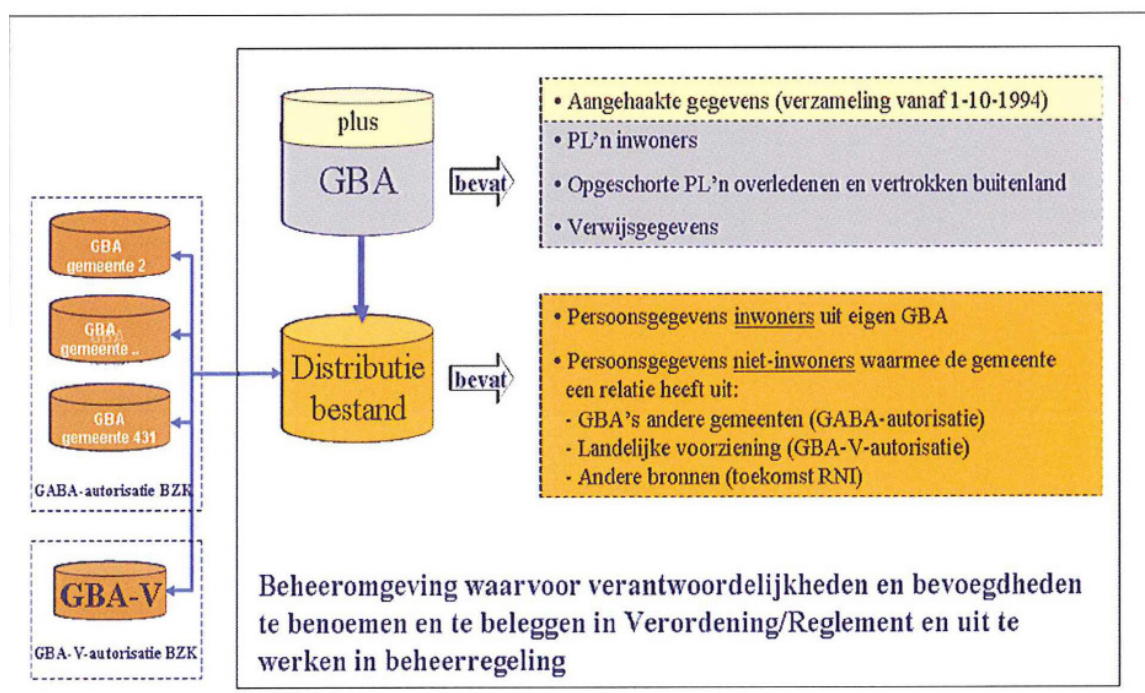 plus
GBA
bevat
• Aangehaakte gegevens (verzameling vanaf 1-10-1994)
• PL'n inwoners
• Opgeschorte PL'n overledenen en vertrokken buitenland
• Verwijsgegevens
GBA
gemeente 2
GBA
gemeente ..
GBA
gemeente 431
GABA-autorisatie BZK
GBA-V
GBA-V-autorisatie BZK
Distributie
bestand
bevat
• Persoonsgegevens inwoners uit eigen GBA
• Persoonsgegevens niet-inwoners waarmee de gemeente
een relatie heeft uit:
- GBA's andere gemeenten (GABA-autorisatie)
- Landelijke voorziening (GBA-V-autorisatie)
- Andere bronnen (toekomst RNI)
Beheeromgeving waarvoor verantwoordelijkheden en bevoegdheden
te benoemen en te beleggen in Verordening/Reglement en uit te
werken in beheerregeling